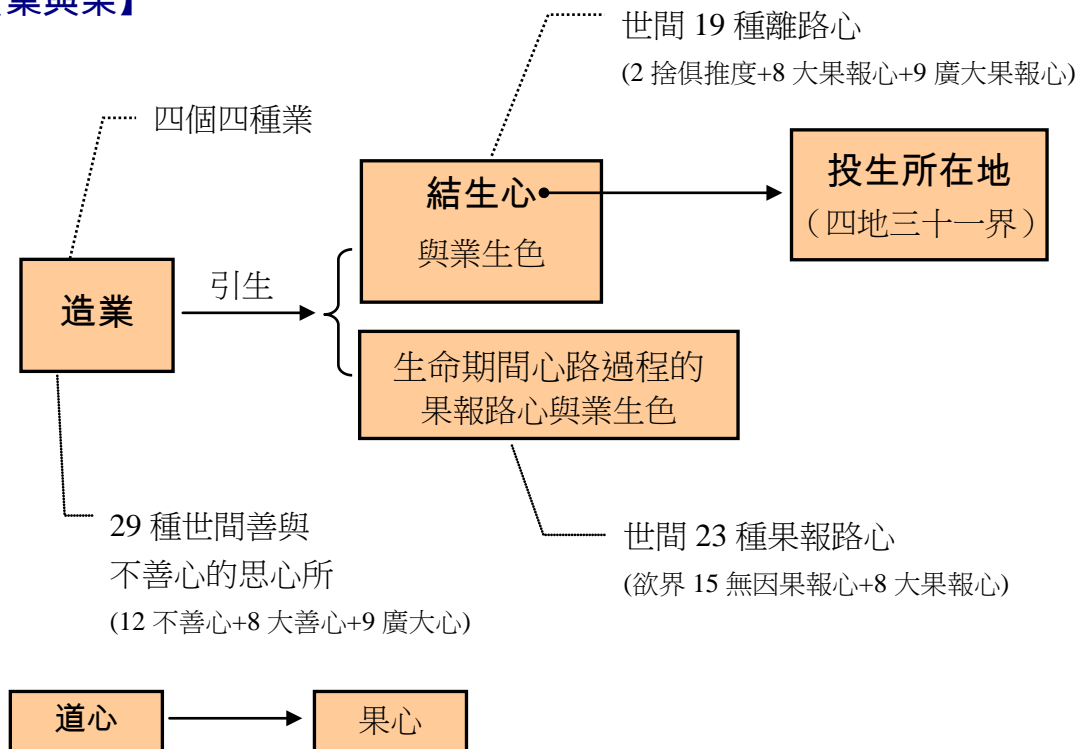 業與業】
世間 19 種離路心
(2 捨俱推度+8 大果報心+9 廣大果報心)
四個四種業
結生心
與業生色
投生所在地
（四地三十一界）
造業
引生
生命期間心路過程的
果報路心與業生色
29 種世間善與
不善心的思心所
(12 不善心+8 大善心+9 廣大心)
世間 23 種果報路心
(欲界 15 無因果報心+8 大果報心)
道心
果心